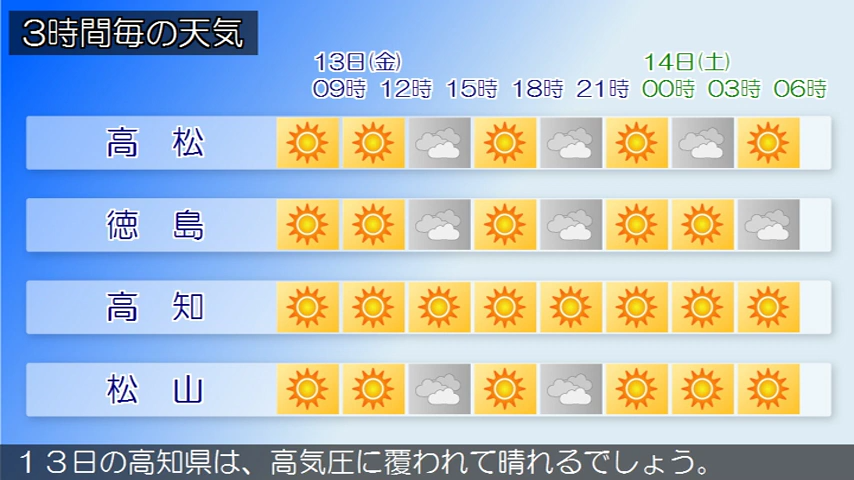 3時間毎の天気
13日(金) 14日(土)
09時 12時 15時 18時 21時 00時 03時 06時
高 松
徳 島
高 知
松 山
13日の高知県は、高気圧に覆われて晴れるでしょう。